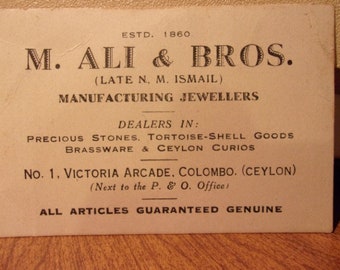 ESTD. 1860
M. ALI & BROS.
(LATE N. M. ISMAIL)
MANUFACTURING JEWELLERS
DEALERS IN:
PRECIOUS STONES, TORTOISE-SHELL GOODS
BRASSWARE & CEYLON CURIOS
NO. 1, VICTORIA ARCADE, COLOMBO. (CEYLON)
(Next to the P. & O. Office)
ALL ARTICLES GUARANTEED GENUINE